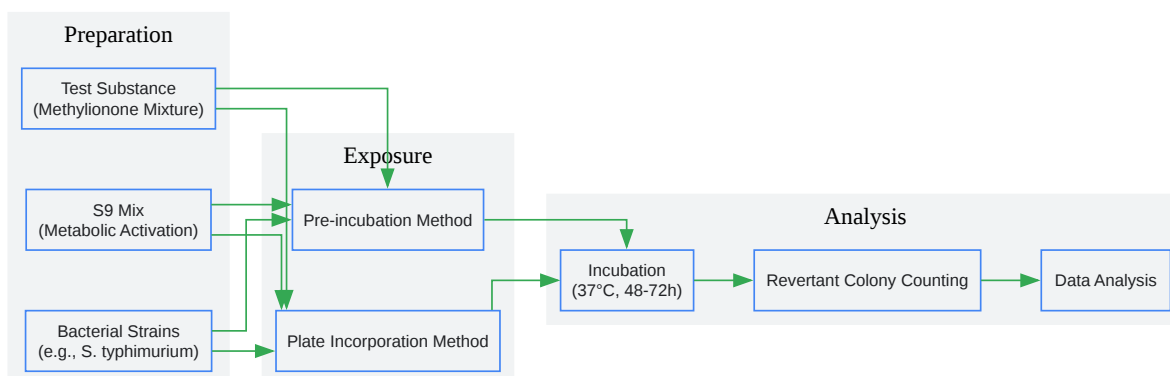 Preparation
Test Substance
(Methylionone Mixture)
S9 Mix
(Metabolic Activation)
Bacterial Strains
(e.g., S. typhimurium)
Exposure
Pre-incubation Method
Plate Incorporation Method
Analysis
Incubation
(37°C, 48-72h)
Revertant Colony Counting
Data Analysis